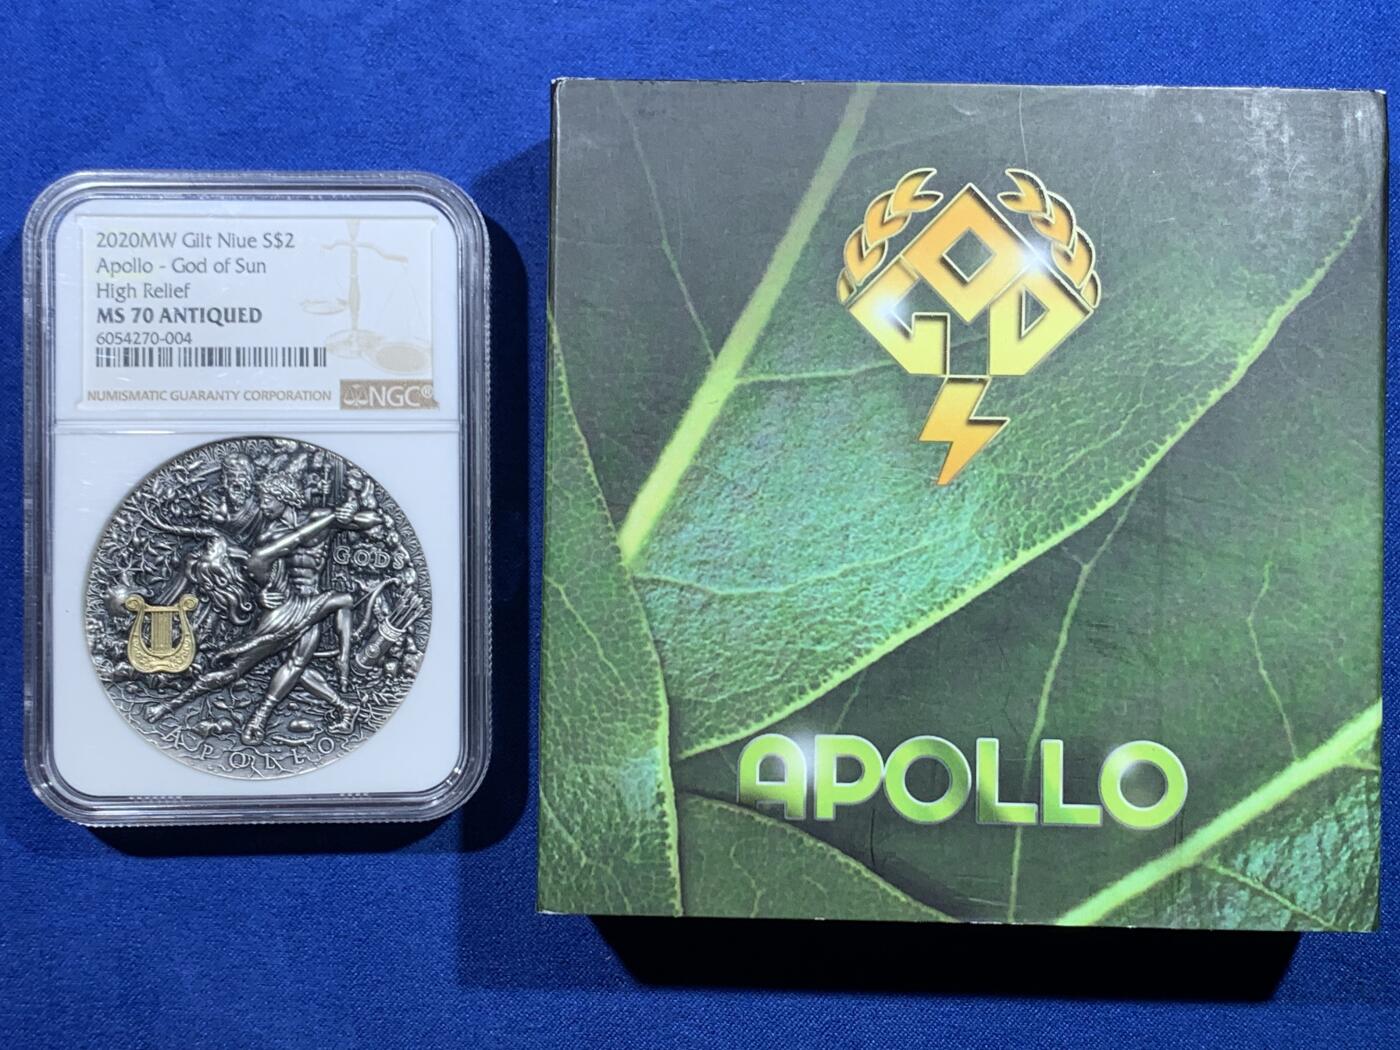 2020MW Gilt Niue S$2
Apollo - God of Sun
High Relief
MS 70 ANTIQUED
6054270-004
NUMISMATIC GUARANTY CORPORATION NGC®
GODS
APOLLO
GOD
APOLLO